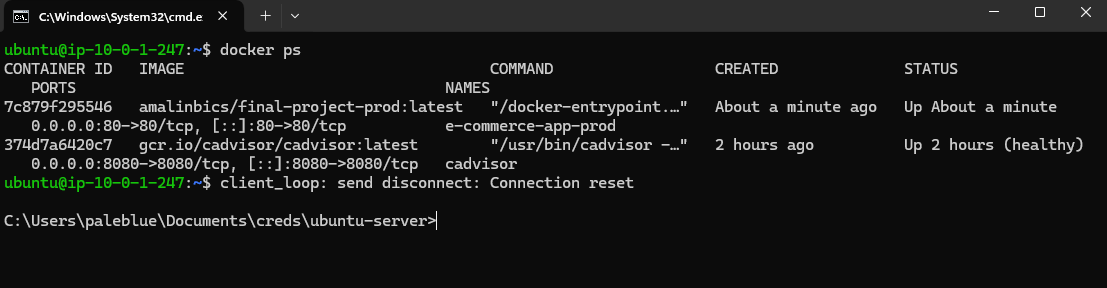 C:\Windows\System32\cmd.e
ubuntu@ip-10-0-1-247:~$ docker ps
CONTAINER ID   IMAGE                                  COMMAND                  CREATED              STATUS
   PORTS                                         NAMES
7c879f295546   amalinbics/final-project-prod:latest   "/docker-entrypoint.…"   About a minute ago   Up About a minute
   0.0.0.0:80->80/tcp, [::]:80->80/tcp           e-commerce-app-prod
374d7a6420c7   gcr.io/cadvisor/cadvisor:latest        "/usr/bin/cadvisor -…"   2 hours ago          Up 2 hours (healthy)
   0.0.0.0:8080->8080/tcp, [::]:8080->8080/tcp   cadvisor
ubuntu@ip-10-0-1-247:~$ client_loop: send disconnect: Connection reset
C:\Users\paleblue\Documents\creds\ubuntu-server>